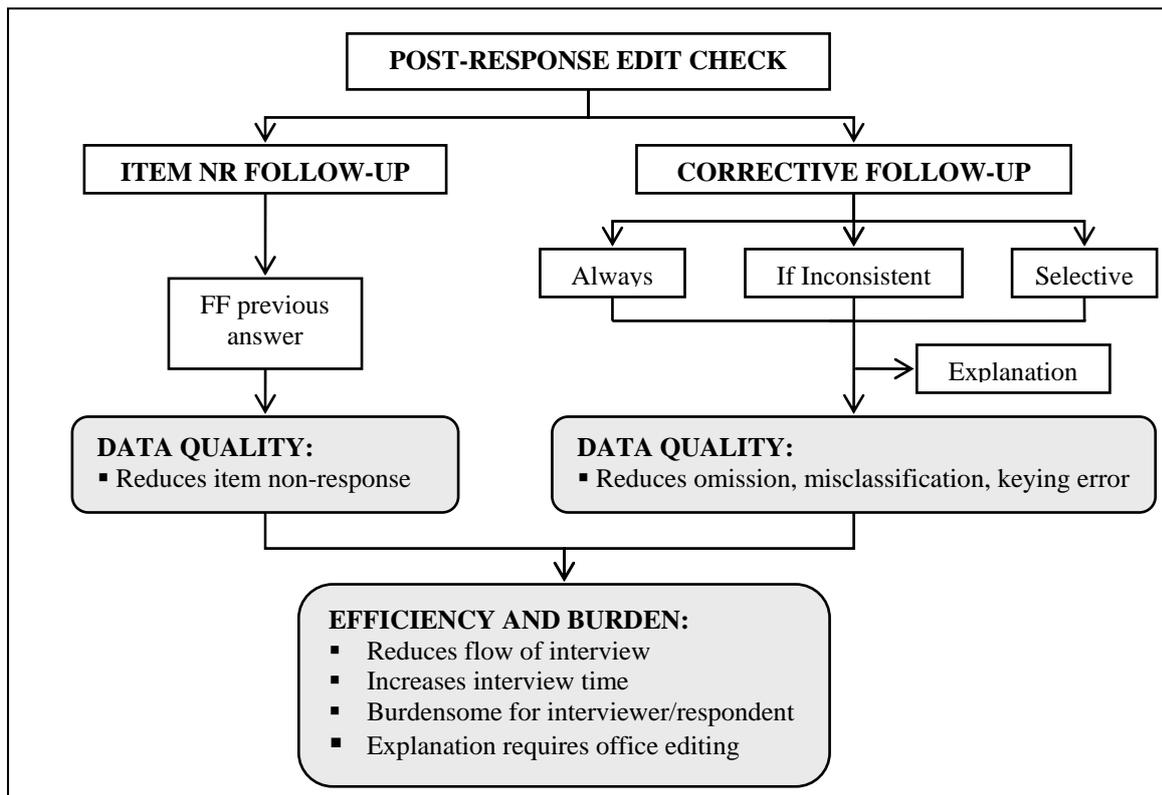 POST-RESPONSE EDIT CHECK
ITEM NR FOLLOW-UP
CORRECTIVE FOLLOW-UP
Always
If Inconsistent
Selective
FF previous
answer
Explanation
DATA QUALITY:
▪ Reduces item non-response
DATA QUALITY:
▪ Reduces omission, misclassification, keying error
EFFICIENCY AND BURDEN:
▪ Reduces flow of interview
▪ Increases interview time
▪ Burdensome for interviewer/respondent
▪ Explanation requires office editing